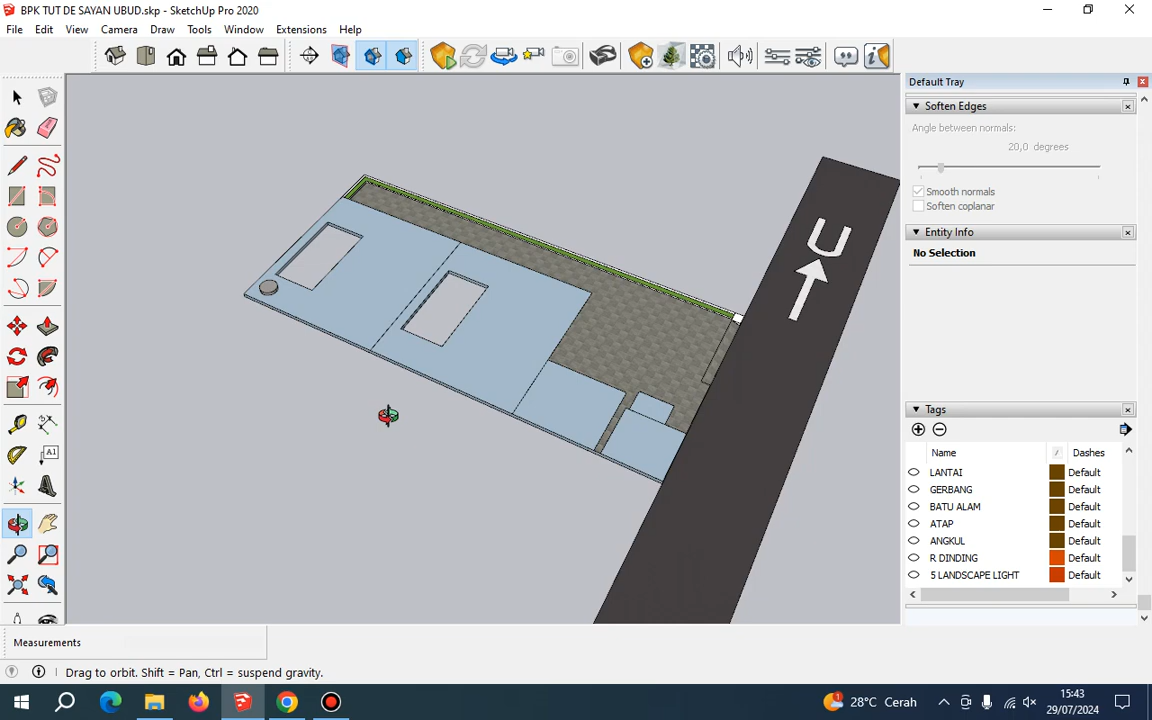 BPK TUT DE SAYAN UBUD.skp - SketchUp Pro 2020
File Edit View Camera Draw Tools Window Extensions Help
Default Tray
Soften Edges
Angle between normals:
20,0 degrees
Smooth normals
Soften coplanar
Entity Info
No Selection
U
Tags
Name Dashes
LANTAI Default
GERBANG Default
BATU ALAM Default
ATAP Default
ANGKUL Default
R DINDING Default
5 LANDSCAPE LIGHT Default
A1
Measurements
Drag to orbit. Shift = Pan, Ctrl = suspend gravity.
1
28°C Cerah
15:43
29/07/2024